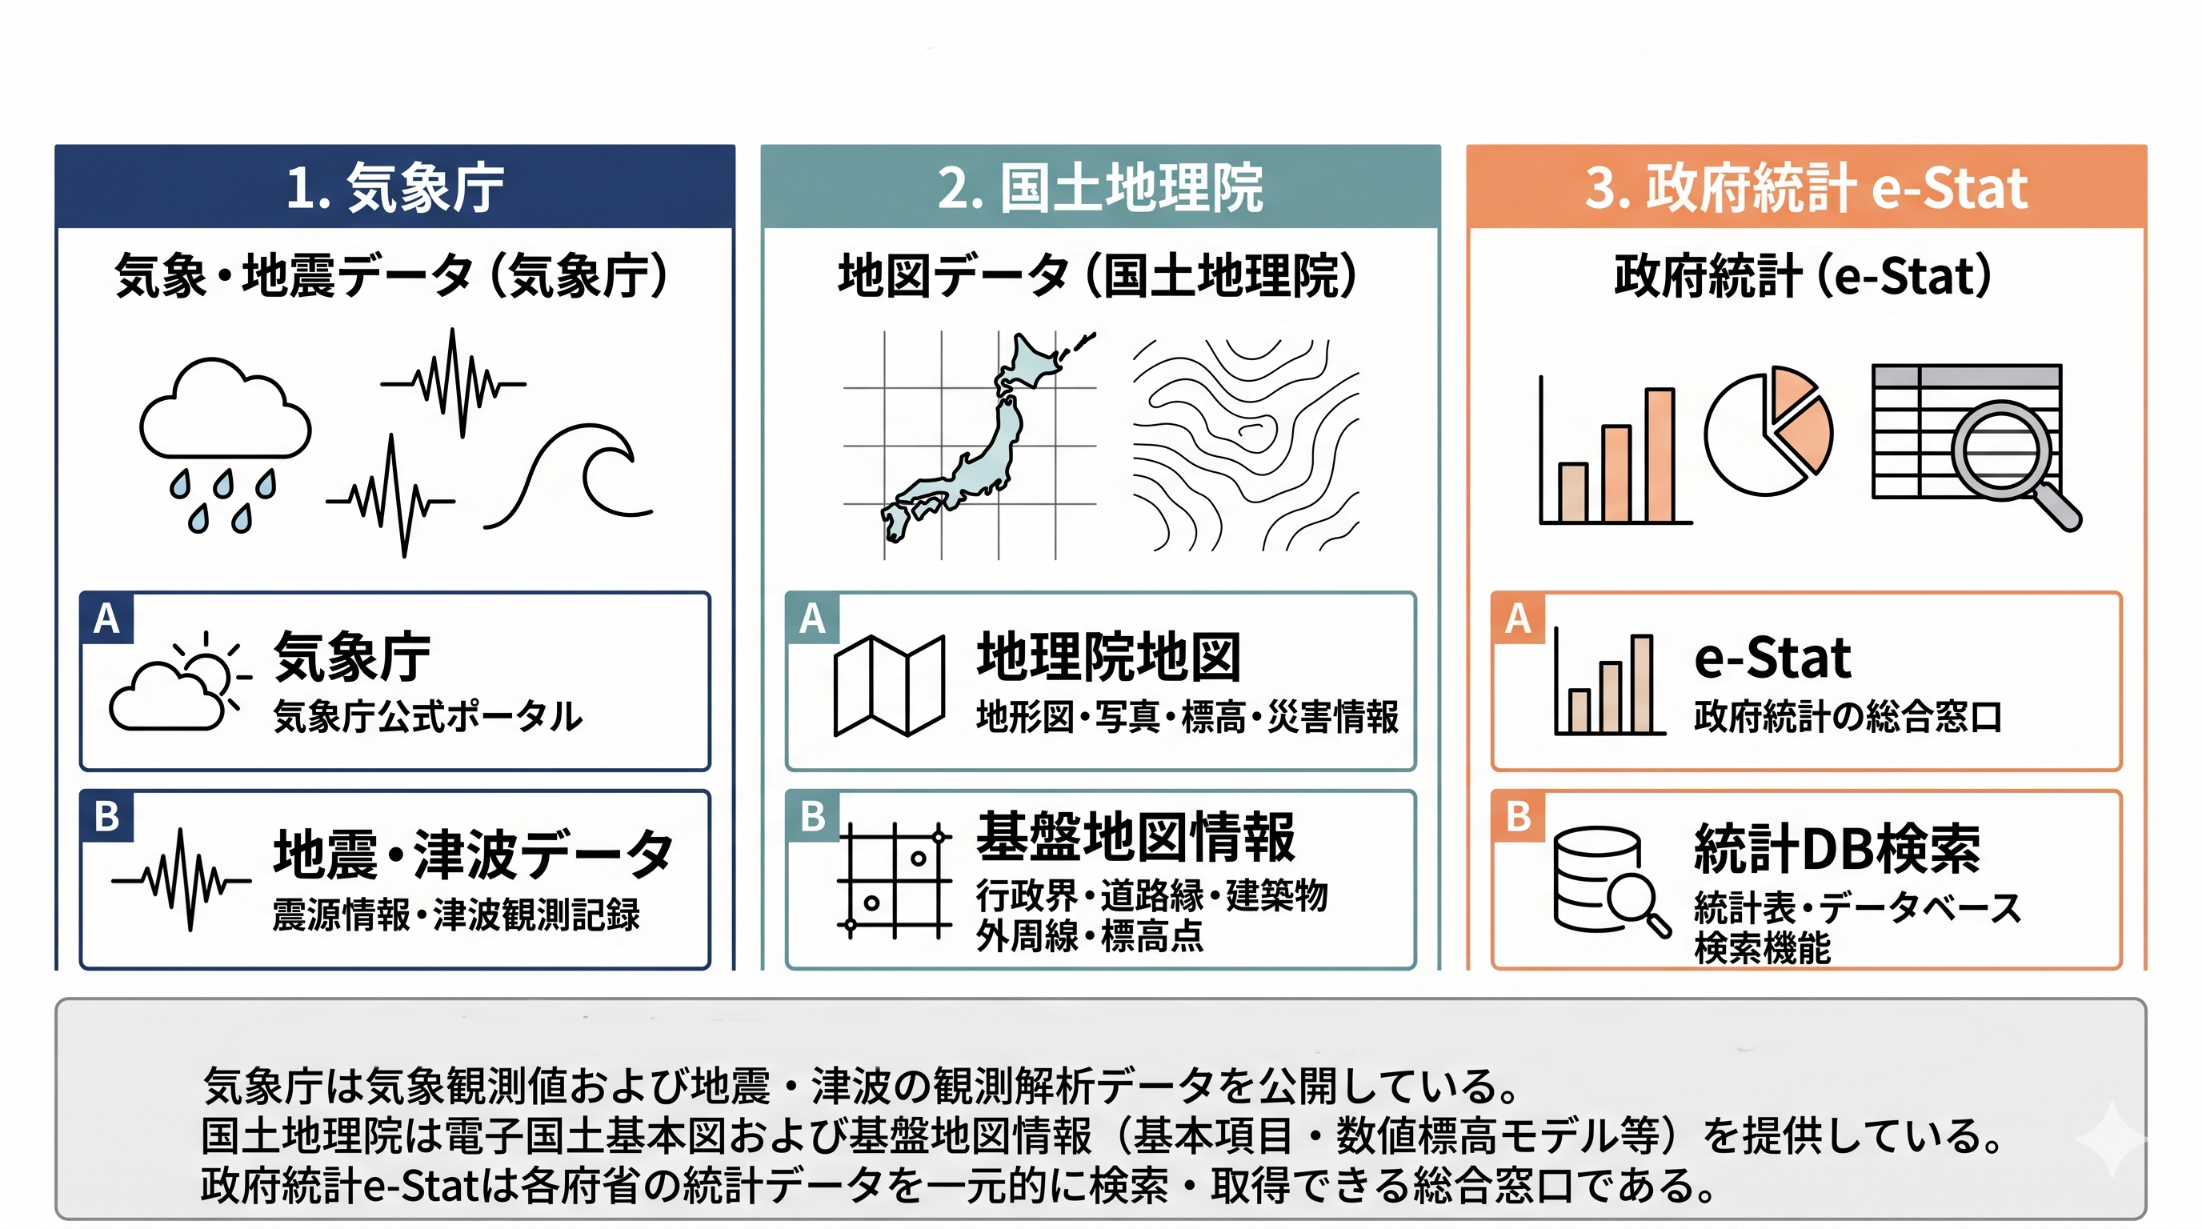 1. 気象庁
気象・地震データ（気象庁）
A
気象庁
気象庁公式ポータル
B
地震・津波データ
震源情報・津波観測記録
2. 国土地理院
地図データ（国土地理院）
A
地理院地図
地形図・写真・標高・災害情報
B
基盤地図情報
行政界・道路縁・建築物
外周線・標高点
3. 政府統計 e-Stat
政府統計（e-Stat）
A
e-Stat
政府統計の総合窓口
B
統計DB検索
統計表・データベース
検索機能
気象庁は気象観測値および地震・津波の観測解析データを公開している。
国土地理院は電子国土基本図および基盤地図情報（基本項目・数値標高モデル等）を提供している。
政府統計e-Statは各府省の統計データを一元的に検索・取得できる総合窓口である。